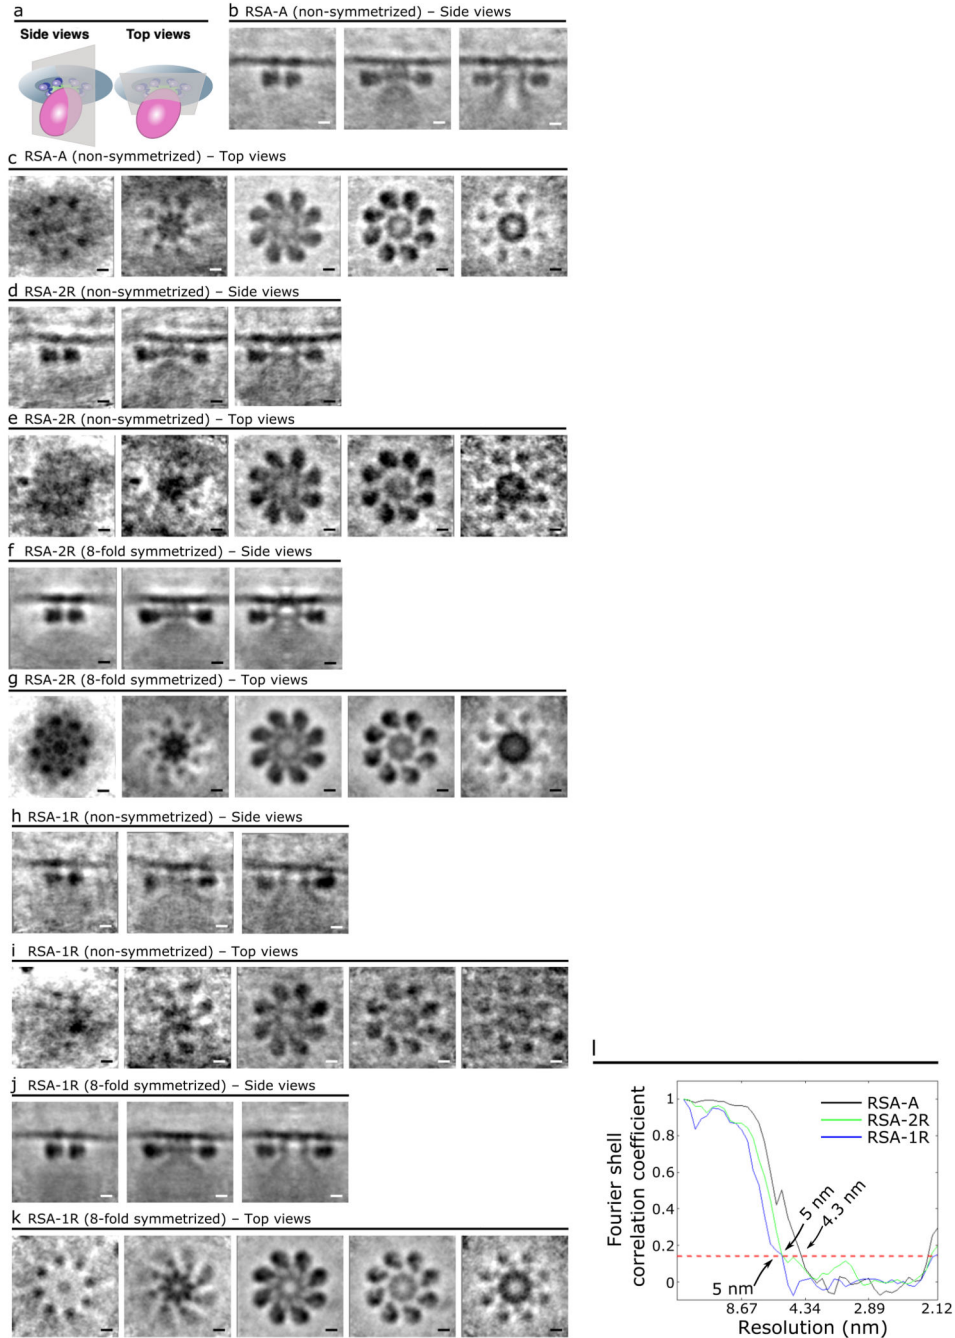 a
Side views Top views
b RSA-A (non-symmetrized) – Side views
c RSA-A (non-symmetrized) – Top views
d RSA-2R (non-symmetrized) – Side views
e RSA-2R (non-symmetrized) – Top views
f RSA-2R (8-fold symmetrized) – Side views
g RSA-2R (8-fold symmetrized) – Top views
h RSA-1R (non-symmetrized) – Side views
i RSA-1R (non-symmetrized) – Top views
j RSA-1R (8-fold symmetrized) – Side views
k RSA-1R (8-fold symmetrized) – Top views
l
Fourier shell
correlation coefficient
1
0.8
0.6
0.4
0.2
0
RSA-A
RSA-2R
RSA-1R
5 nm
4.3 nm
5 nm
8.67 4.34 2.89 2.12
Resolution (nm)